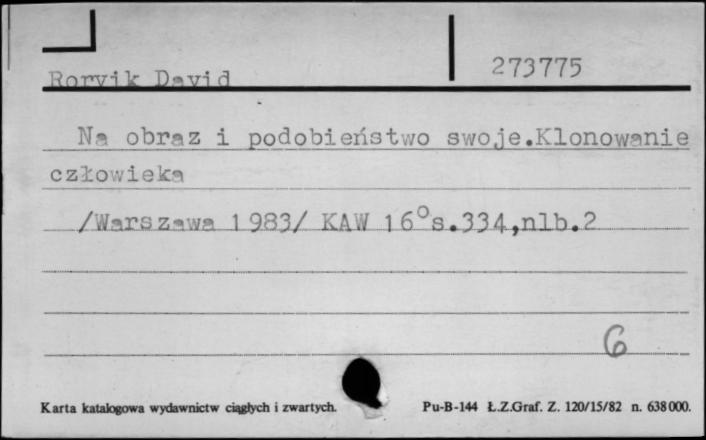 Rorvik David
273775
Na obraz i podobieństwo swoje.Klonowanie
człowieka
/Warszawa 1983/ KAW 16°s.334,nlb.2
6
Karta katalogowa wydawnictw ciągłych i zwartych.
Pu-B-144 Ł.Z.Graf. Z. 120/15/82 n. 638000.